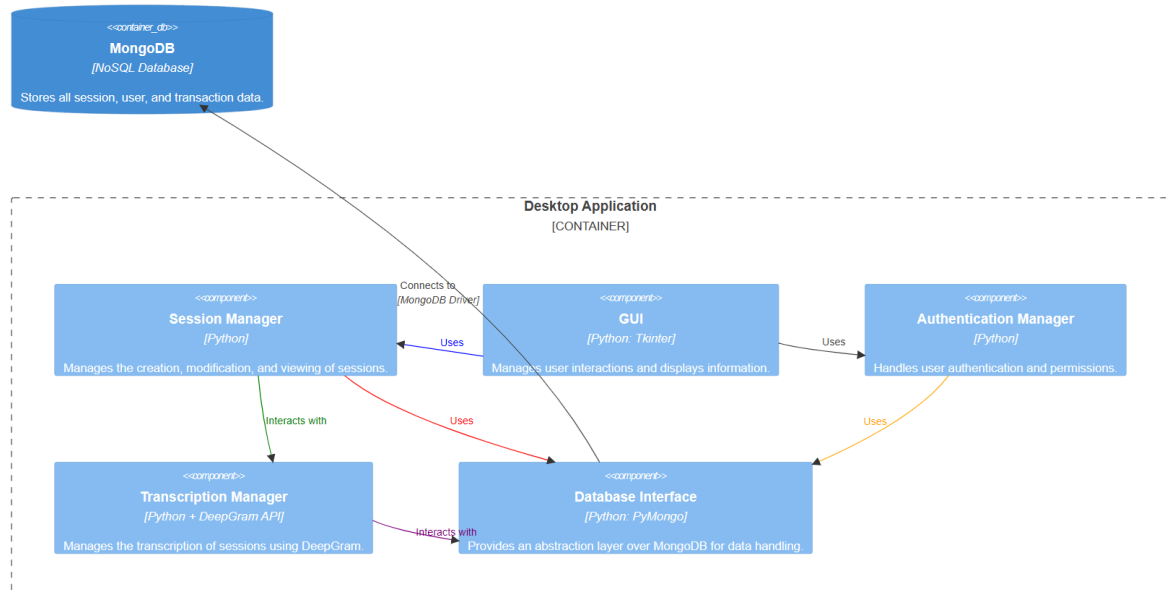 <<container_db>>
MongoDB
[NoSQL Database]
Stores all session, user, and transaction data.
Desktop Application
[CONTAINER]
Connects to
[MongoDB Driver]
<<component>>
Session Manager
[Python]
Manages the creation, modification, and viewing of sessions.
Uses
<<component>>
GUI
[Python: Tkinter]
Manages user interactions and displays information.
Uses
<<component>>
Authentication Manager
[Python]
Handles user authentication and permissions.
Interacts with
Uses
Uses
<<component>>
Transcription Manager
[Python + DeepGram API]
Manages the transcription of sessions using DeepGram.
Interacts with
<<component>>
Database Interface
[Python: PyMongo]
Provides an abstraction layer over MongoDB for data handling.